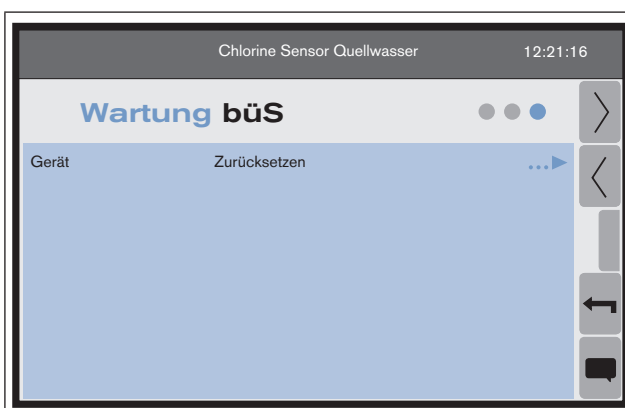 Chlorine Sensor Quellwasser 12:21:16
Wartung büS
Gerät Zurücksetzen ...